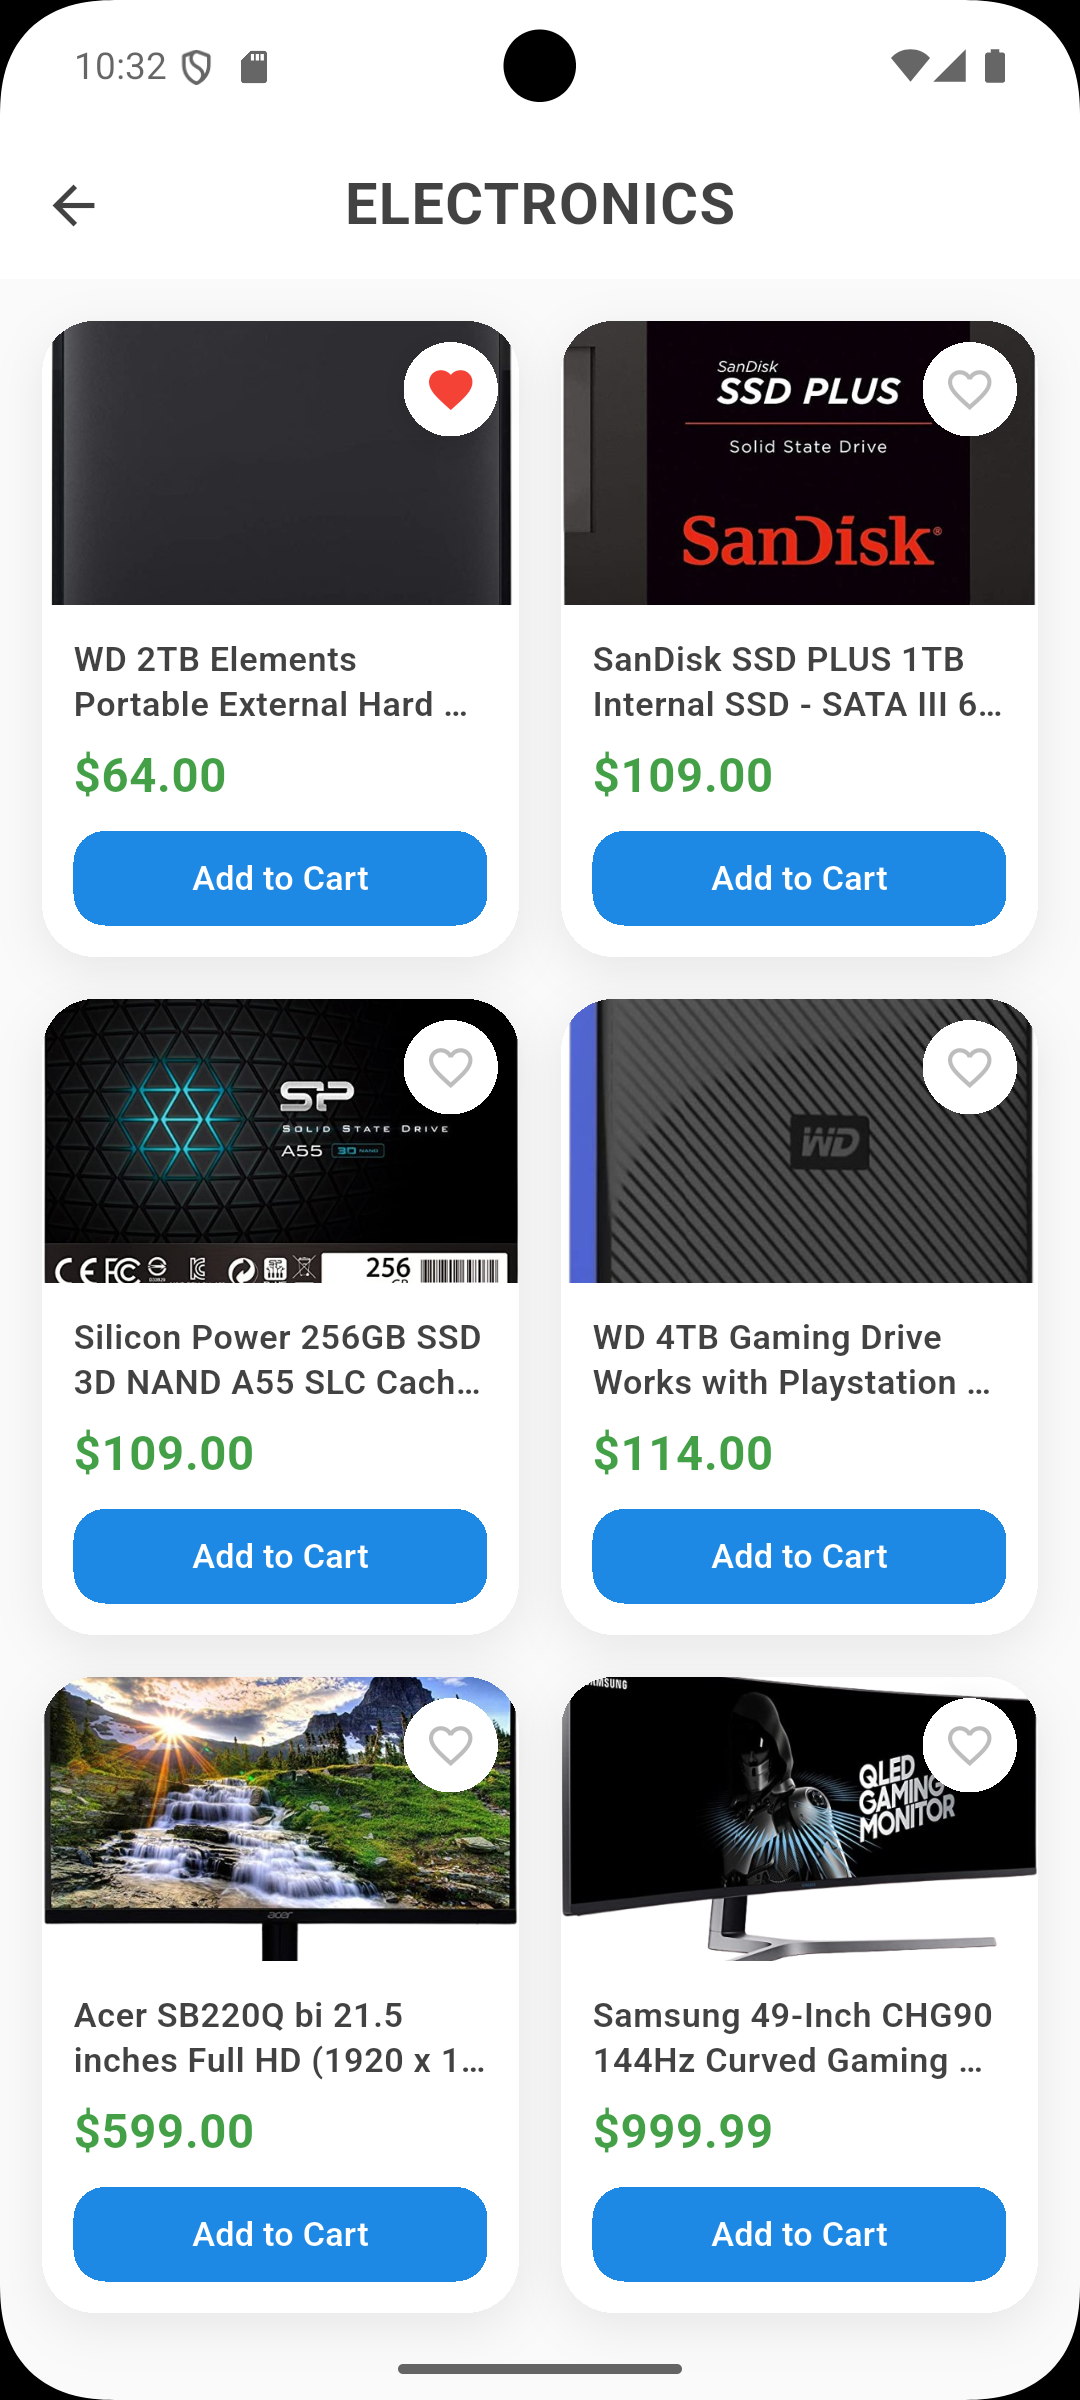 10:32
ELECTRONICS
SanDisk
SSD PLUS
Solid State Drive
SanDisk®
WD 2TB Elements
Portable External Hard …
$64.00
Add to Cart
SanDisk SSD PLUS 1TB
Internal SSD - SATA III 6…
$109.00
Add to Cart
SP
SOLID STATE DRIVE
A55 3D NAND
CE FC
256
GB
WD
Silicon Power 256GB SSD
3D NAND A55 SLC Cach…
$109.00
Add to Cart
WD 4TB Gaming Drive
Works with Playstation …
$114.00
Add to Cart
acer
SAMSUNG
QLED
GAMING
MONITOR
Acer SB220Q bi 21.5
inches Full HD (1920 x 1…
$599.00
Add to Cart
Samsung 49-Inch CHG90
144Hz Curved Gaming …
$999.99
Add to Cart